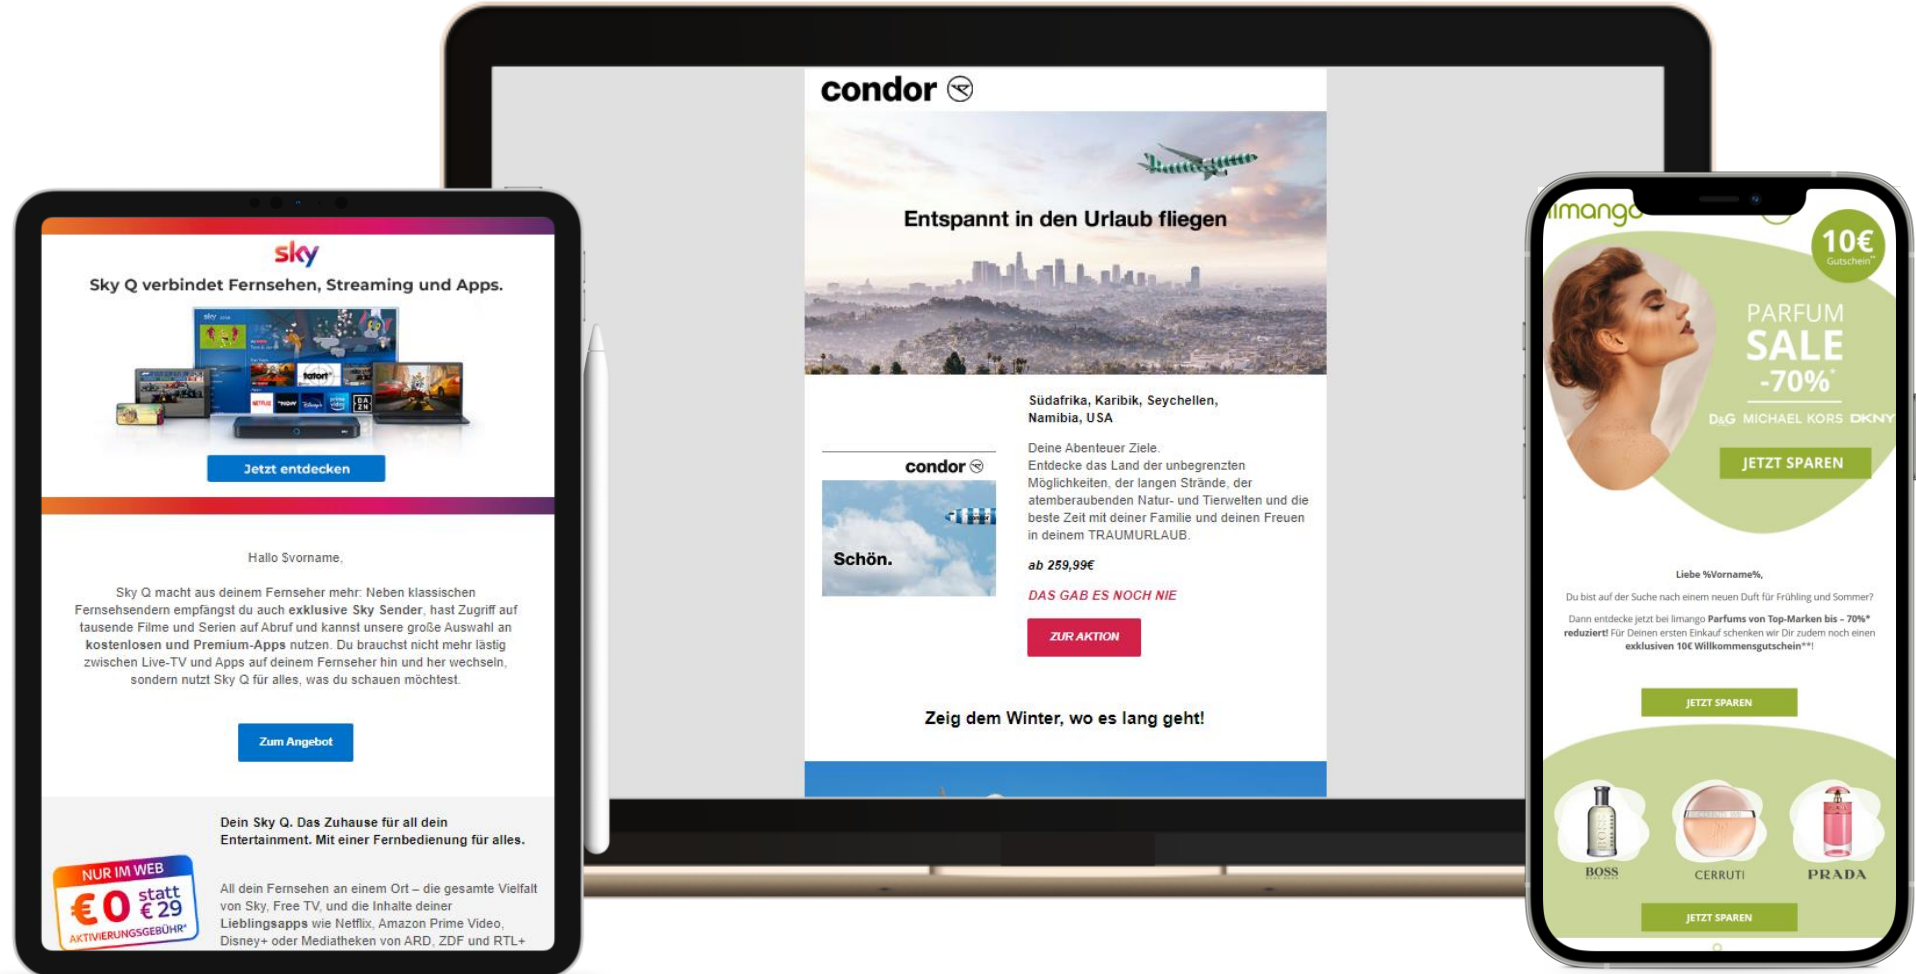 sky
Sky Q verbindet Fernsehen, Streaming und Apps.
sky
tatort
NETFLIX
NOW
Disney+
prime video
DAZN
Jetzt entdecken
Hallo $vorname,
Sky Q macht aus deinem Fernseher mehr: Neben klassischen
Fernsehsendern empfängst du auch exklusive Sky Sender, hast Zugriff auf
tausende Filme und Serien auf Abruf und kannst unsere große Auswahl an
kostenlosen und Premium-Apps nutzen. Du brauchst nicht mehr lästig
zwischen Live-TV und Apps auf deinem Fernseher hin und her wechseln,
sondern nutzt Sky Q für alles, was du schauen möchtest.
Zum Angebot
Dein Sky Q. Das Zuhause für all dein
Entertainment. Mit einer Fernbedienung für alles.
NUR IM WEB
€ 0 statt € 29
AKTIVIERUNGSGEBÜHR*
All dein Fernsehen an einem Ort – die gesamte Vielfalt
von Sky, Free TV, und die Inhalte deiner
Lieblingsapps wie Netflix, Amazon Prime Video,
Disney+ oder Mediatheken von ARD, ZDF und RTL+
condor
Entspannt in den Urlaub fliegen
condor
condor
Schön.
Südafrika, Karibik, Seychellen,
Namibia, USA
Deine Abenteuer Ziele.
Entdecke das Land der unbegrenzten
Möglichkeiten, der langen Strände, der
atemberaubenden Natur- und Tierwelten und die
beste Zeit mit deiner Familie und deinen Freuen
in deinem TRAUMURLAUB.
ab 259,99€
DAS GAB ES NOCH NIE
ZUR AKTION
Zeig dem Winter, wo es lang geht!
limango
10€
Gutschein**
PARFUM
SALE
-70%*
D&G MICHAEL KORS DKNY
JETZT SPAREN
Liebe %Vorname%,
Du bist auf der Suche nach einem neuen Duft für Frühling und Sommer?
Dann entdecke jetzt bei limango Parfums von Top-Marken bis – 70%*
reduziert! Für Deinen ersten Einkauf schenken wir Dir zudem noch einen
exklusiven 10€ Willkommensgutschein**!
JETZT SPAREN
BOSS
CERRUTI
PRADA
JETZT SPAREN